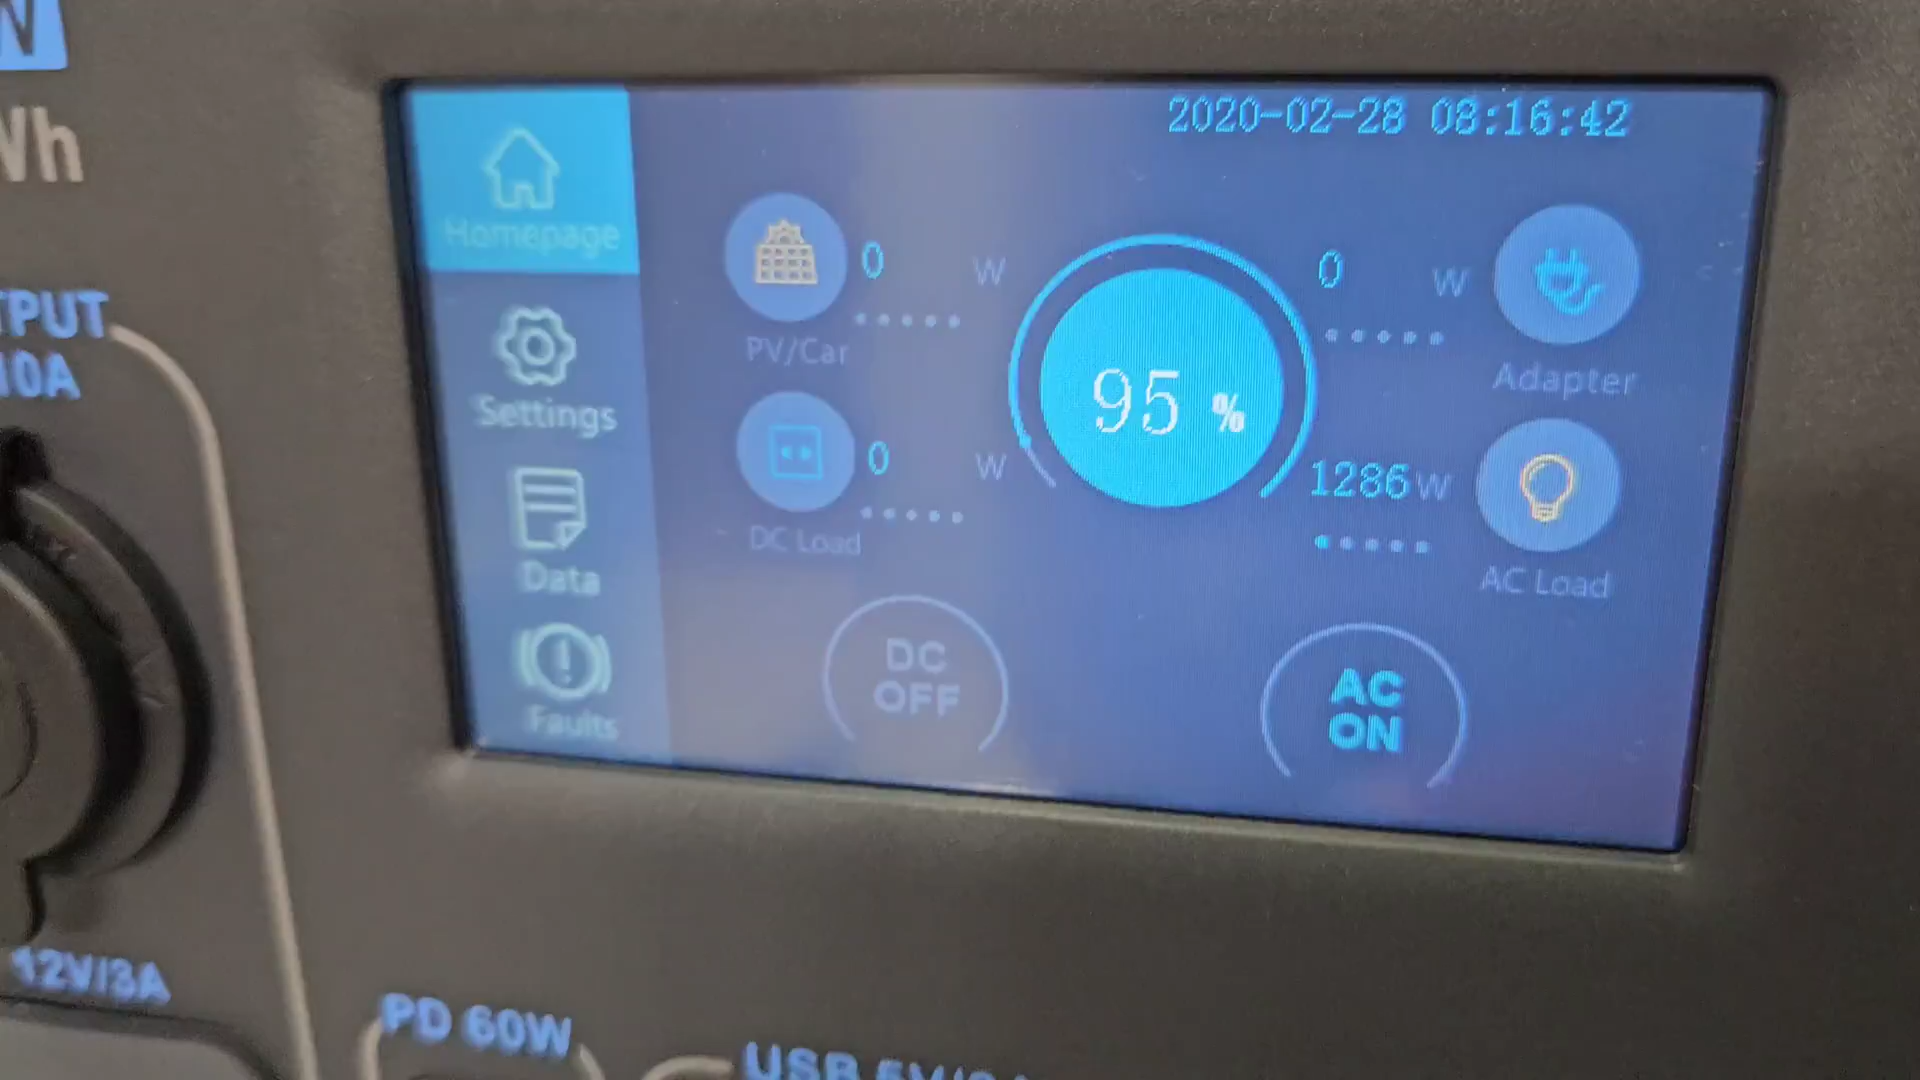 Wh
2020-02-28 08:16:42
Homepage
Settings
Data
Faults
0 W
PV/Car
0 W
DC Load
95 %
0 W
Adapter
1286 W
AC Load
DC
OFF
AC
ON
TPUT
10A
12V/3A
PD 60W
USB